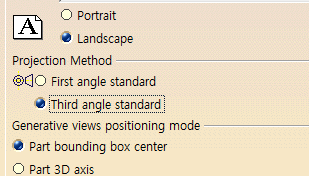 Portrait
A
Landscape
Projection Method
First angle standard
Third angle standard
Generative views positioning mode
Part bounding box center
Part 3D axis